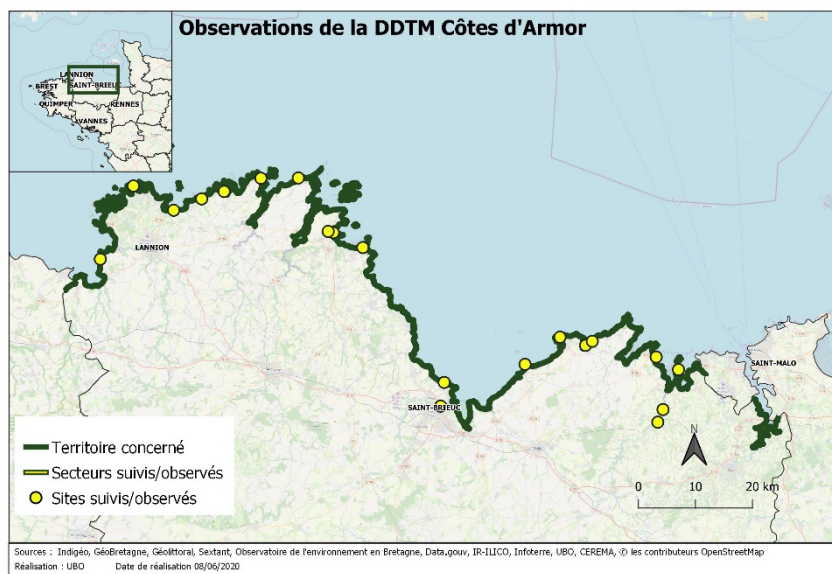 Observations de la DDTM Côtes d'Armor
LANNION
BREST
SAINT-BRIEUC
QUIMPER
RENNES
VANNES
LANNION
SAINT-MALO
SAINT-BRIEUC
Territoire concerné
Secteurs suivis/observés
Sites suivis/observés
N
0 10 20 km
Sources : Indigéo, GéoBretagne, Géolittoral, Sextant, Observatoire de l'environnement en Bretagne, Data.gouv, IR-ILICO, Infoterre, UBO, CEREMA, © les contributeurs OpenStreetMap
Réalisation : UBO Date de réalisation 08/06/2020